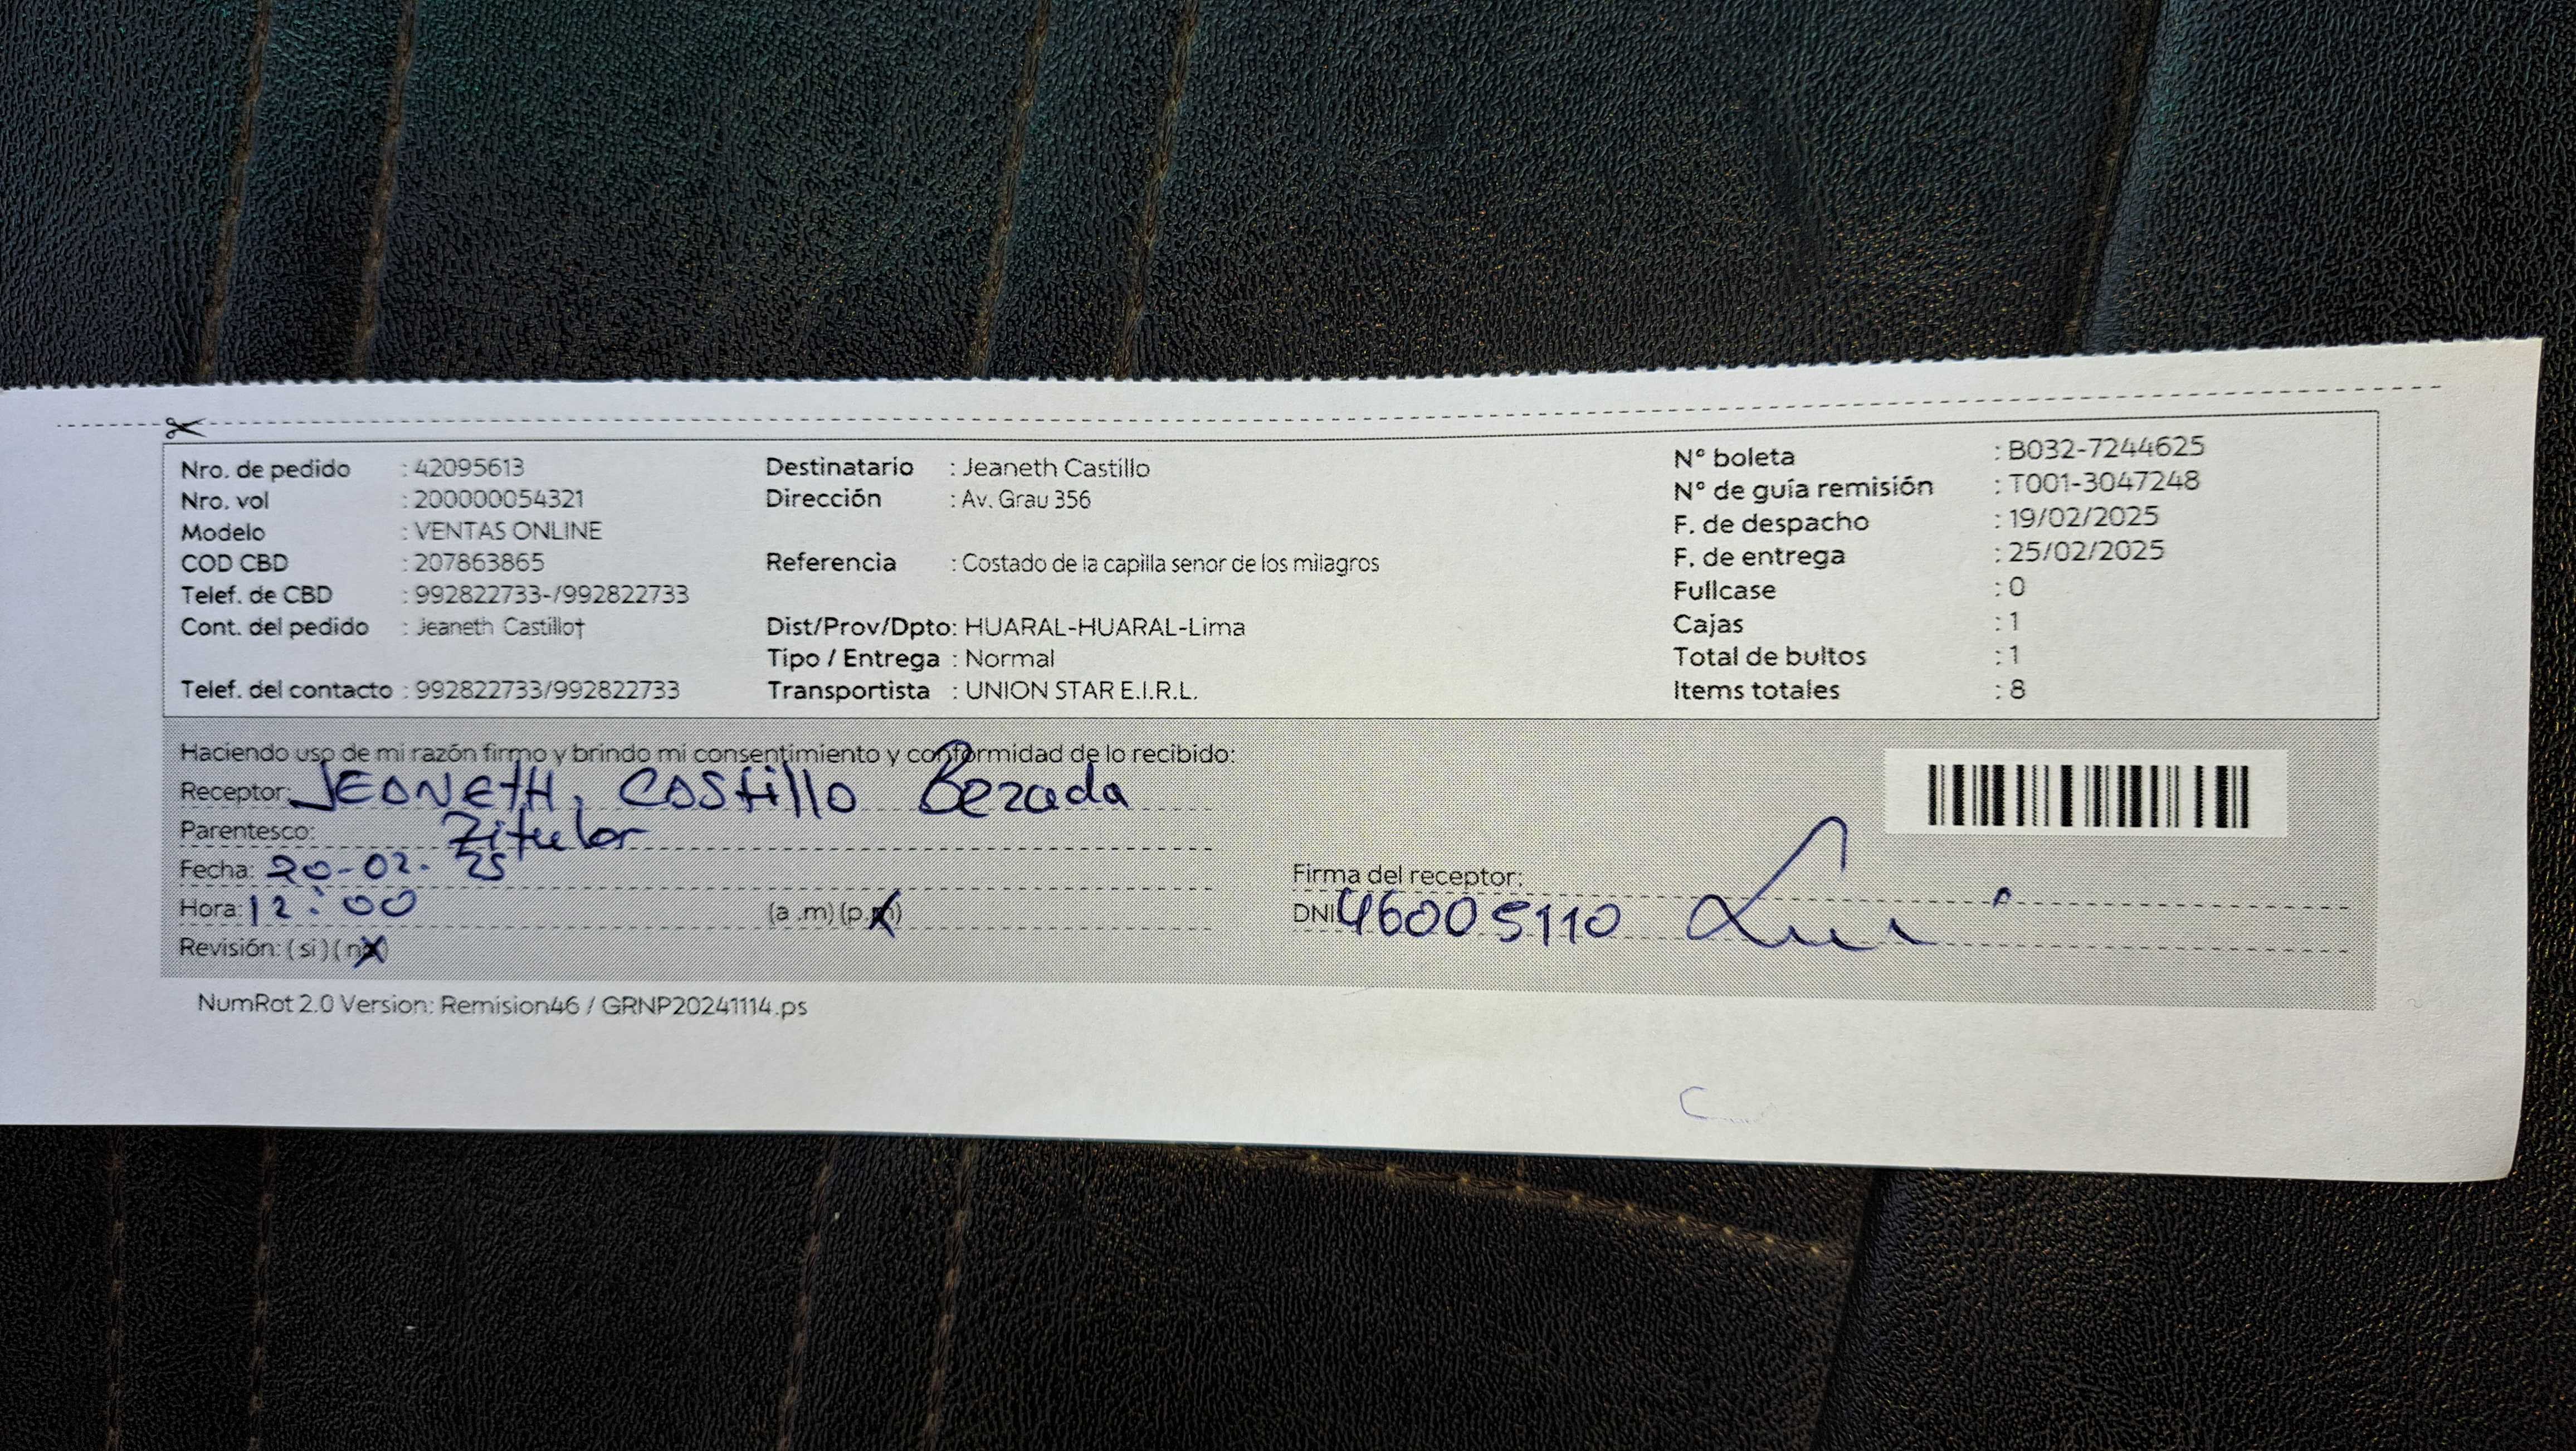 Nro. de pedido : 42095613
Nro. vol : 200000054321
Modelo : VENTAS ONLINE
COD CBD : 207863865
Telef. de CBD : 992822733-/992822733
Cont. del pedido : Jeaneth Castillo†
Telef. del contacto : 992822733/992822733
Destinatario : Jeaneth Castillo
Dirección : Av. Grau 356
Referencia : Costado de la capilla senor de los milagros
Dist/Prov/Dpto: HUARAL-HUARAL-Lima
Tipo / Entrega : Normal
Transportista : UNION STAR E.I.R.L.
N° boleta : B032-7244625
N° de guía remisión : T001-3047248
F. de despacho : 19/02/2025
F. de entrega : 25/02/2025
Fullcase : 0
Cajas : 1
Total de bultos : 1
Items totales : 8
Haciendo uso de mi razón firmo y brindo mi consentimiento y conformidad de lo recibido:
Receptor: JEANETH, CASTillo Bezada
Parentesco: Titular
Fecha: 20-02-25
Hora: 12:00 (a .m) (p.m)
Revisión: ( si ) ( no )
Firma del receptor:
DNI 46005110
NumRot 2.0 Version: Remision46 / GRNP20241114.ps